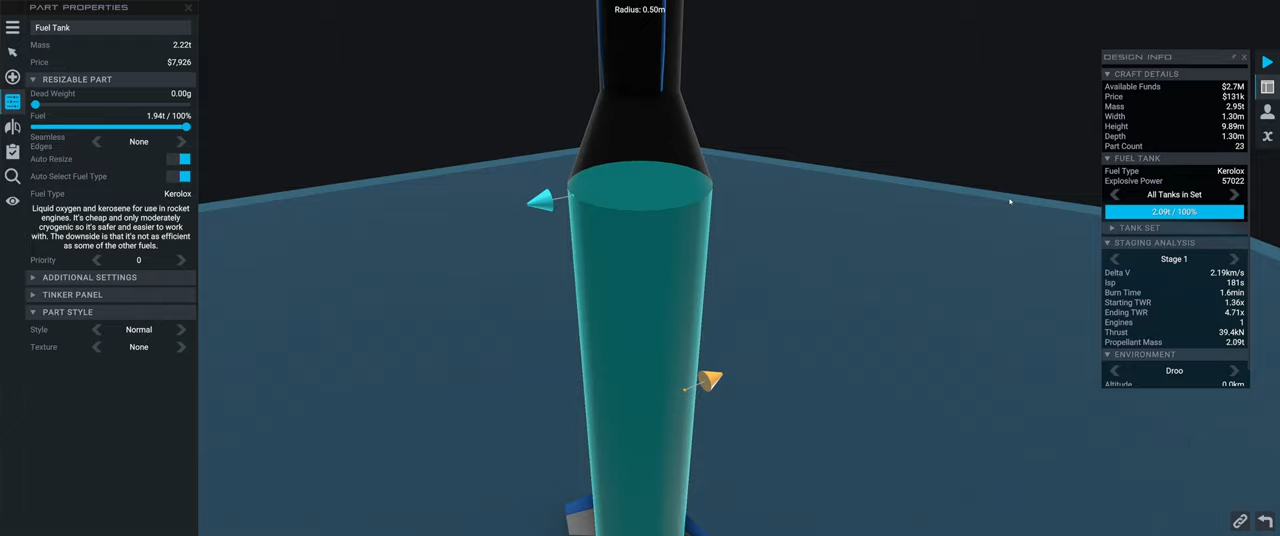 PART PROPERTIES
Fuel Tank
Mass 2.22t
Price $7,926
RESIZABLE PART
Dead Weight 0.00g
Fuel 1.94t / 100%
Seamless Edges None
Auto Resize
Auto Select Fuel Type
Fuel Type Kerolox
Liquid oxygen and kerosene for use in rocket
engines. It's cheap and only moderately
cryogenic so it's safer and easier to work
with. The downside is that it's not as efficient
as some of the other fuels.
Priority 0
ADDITIONAL SETTINGS
TINKER PANEL
PART STYLE
Style Normal
Texture None
Radius: 0.50m
DESIGN INFO
CRAFT DETAILS
Available Funds $2.7M
Price $131k
Mass 2.95t
Width 1.30m
Height 9.89m
Depth 1.30m
Part Count 23
FUEL TANK
Fuel Type Kerolox
Explosive Power 57022
All Tanks in Set
2.09t / 100%
TANK SET
STAGING ANALYSIS
Stage 1
Delta V 2.19km/s
Isp 181s
Burn Time 1.6min
Starting TWR 1.36x
Ending TWR 4.71x
Engines 1
Thrust 39.4kN
Propellant Mass 2.09t
ENVIRONMENT
Droo
Altitude 0.0km